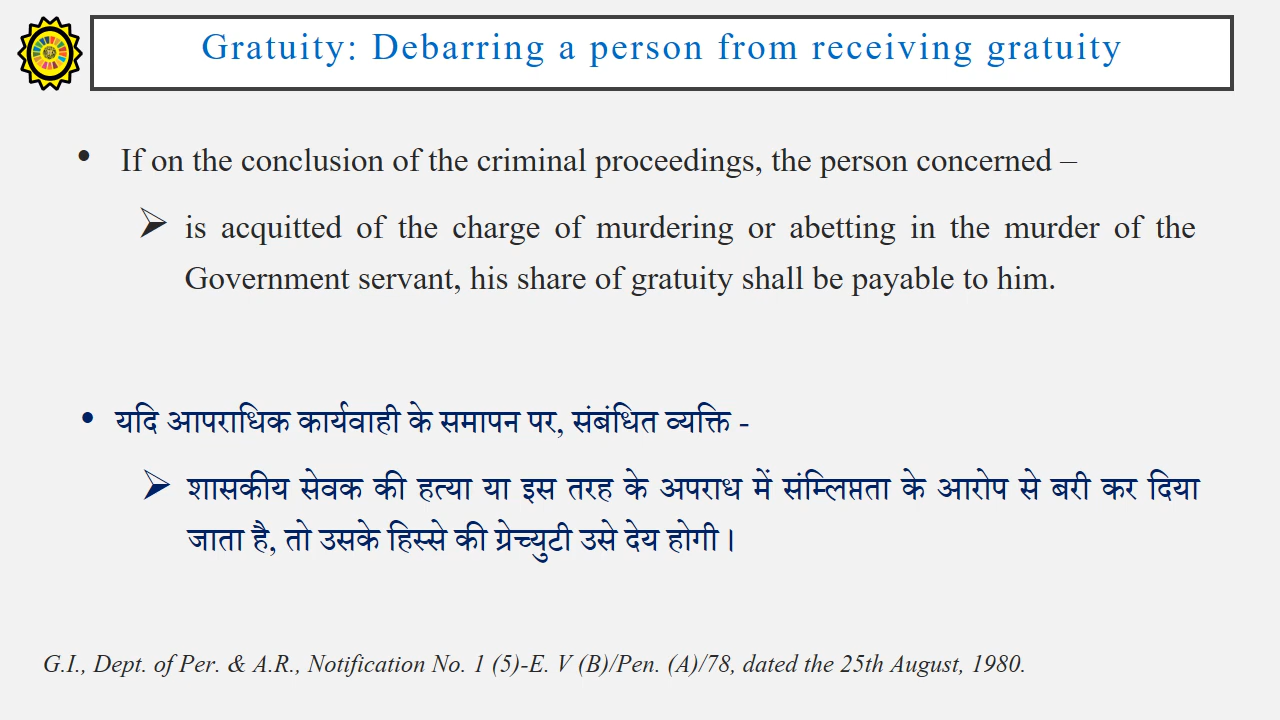 Gratuity: Debarring a person from receiving gratuity
• If on the conclusion of the criminal proceedings, the person concerned –
➢ is acquitted of the charge of murdering or abetting in the murder of the
Government servant, his share of gratuity shall be payable to him.
• यदि आपराधिक कार्यवाही के समापन पर, संबंधित व्यक्ति -
➢ शासकीय सेवक की हत्या या इस तरह के अपराध में संम्लिप्तता के आरोप से बरी कर दिया
जाता है, तो उसके हिस्से की ग्रेच्युटी उसे देय होगी।
G.I., Dept. of Per. & A.R., Notification No. 1 (5)-E. V (B)/Pen. (A)/78, dated the 25th August, 1980.